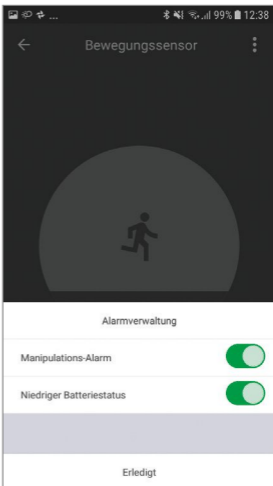 ... 99% 12:38
Bewegungssensor
Alarmverwaltung
Manipulations-Alarm
Niedriger Batteriestatus
Erledigt